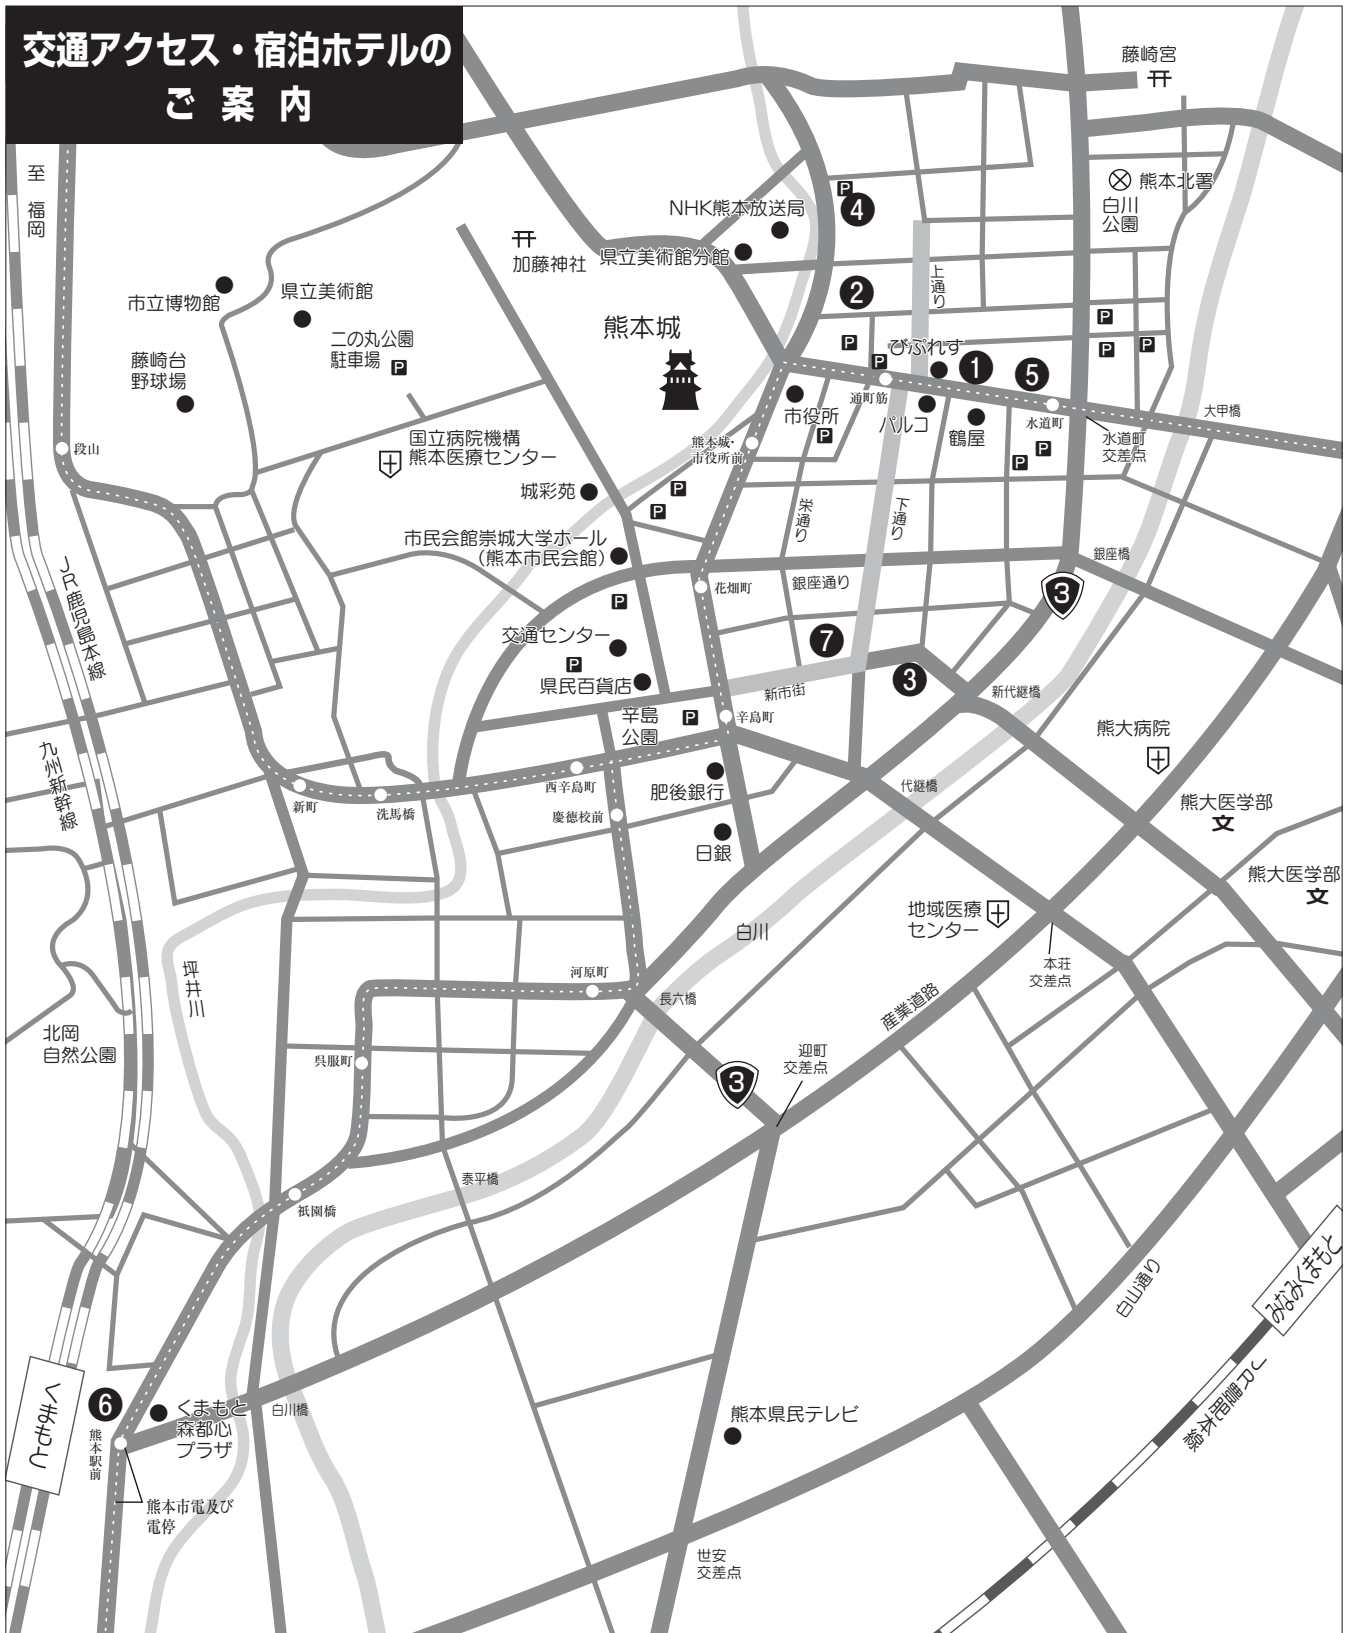 交通アクセス・宿泊ホテルの
ご案内
藤崎宮
至 福岡
熊本北署
白川
公園
NHK熊本放送局
4
加藤神社
県立美術館分館
上通り
市立博物館
県立美術館
2
二の丸公園
駐車場
P
熊本城
びぷれす
1
5
藤崎台
野球場
通町筋
市役所
パルコ
鶴屋
水道町
大甲橋
水道町
交差点
段山
国立病院機構
熊本医療センター
熊本城・
市役所前
城彩苑
栄通り
下通り
市民会館崇城大学ホール
(熊本市民会館)
銀座橋
花畑町
銀座通り
3
JR鹿児島本線
交通センター
7
県民百貨店
新市街
3
新代継橋
辛島
公園
辛島町
熊大病院
九州新幹線
新町
洗馬橋
西辛島町
慶徳校前
肥後銀行
代継橋
熊大医学部
文
日銀
熊大医学部
文
地域医療
センター
白川
坪井川
河原町
長六橋
本荘
交差点
産業道路
北岡
自然公園
呉服町
迎町
交差点
3
泰平橋
祇園橋
白山通り
みなみくまもと
JR豊肥本線
くまもと
6
くまもと
森都心
プラザ
白川橋
熊本駅前
熊本県民テレビ
熊本市電及び
電停
世安
交差点